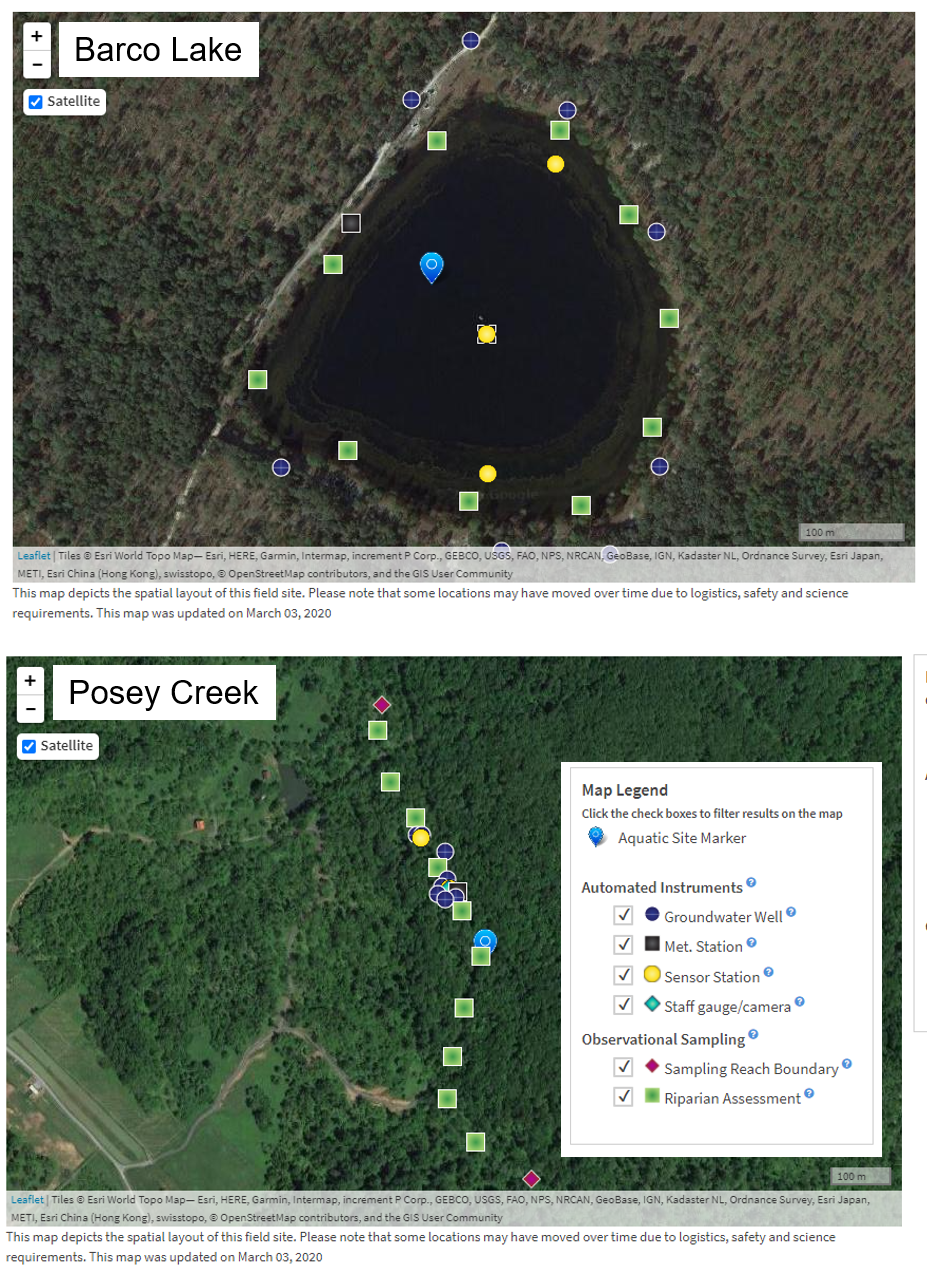 +
Barco Lake
−
Satellite
Google
100 m
Leaflet | Tiles © Esri World Topo Map— Esri, HERE, Garmin, Intermap, increment P Corp., GEBCO, USGS, FAO, NPS, NRCAN, GeoBase, IGN, Kadaster NL, Ordnance Survey, Esri Japan,
METI, Esri China (Hong Kong), swisstopo, © OpenStreetMap contributors, and the GIS User Community
This map depicts the spatial layout of this field site. Please note that some locations may have moved over time due to logistics, safety and science
requirements. This map was updated on March 03, 2020
+
Posey Creek
−
Satellite
Map Legend
Click the check boxes to filter results on the map
Aquatic Site Marker
Automated Instruments ?
Groundwater Well ?
Met. Station ?
Sensor Station ?
Staff gauge/camera ?
Observational Sampling ?
Sampling Reach Boundary ?
Riparian Assessment ?
100 m
Leaflet | Tiles © Esri World Topo Map— Esri, HERE, Garmin, Intermap, increment P Corp., GEBCO, USGS, FAO, NPS, NRCAN, GeoBase, IGN, Kadaster NL, Ordnance Survey, Esri Japan,
METI, Esri China (Hong Kong), swisstopo, © OpenStreetMap contributors, and the GIS User Community
This map depicts the spatial layout of this field site. Please note that some locations may have moved over time due to logistics, safety and science
requirements. This map was updated on March 03, 2020